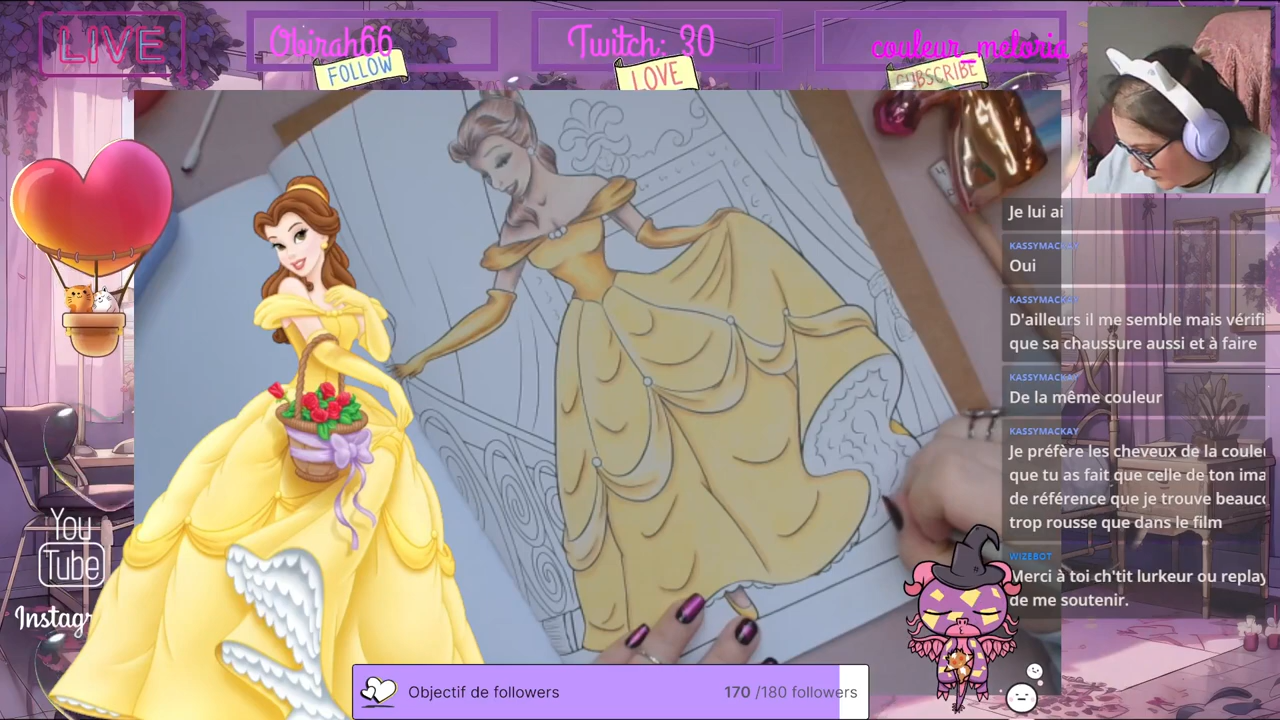 LIVE
Obirah66
FOLLOW
Twitch: 30
LOVE
couleur_meloria
SUBSCRIBE
Je lui ai
KASSYMACKAY
Oui
KASSYMACKAY
D'ailleurs il me semble mais vérifi
que sa chaussure aussi et à faire
KASSYMACKAY
De la même couleur
KASSYMACKAY
Je préfère les cheveux de la couleu
que tu as fait que celle de ton ima
de référence que je trouve beauco
trop rousse que dans le film
WIZEBOT
Merci à toi ch'tit lurkeur ou replay
de me soutenir.
You
Tube
Instagr
Objectif de followers
170 /180 followers